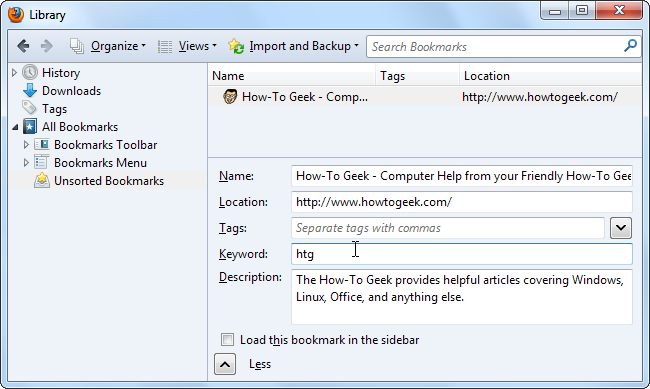 Library
Organize Views Import and Backup Search Bookmarks
History
Downloads
Tags
All Bookmarks
Bookmarks Toolbar
Bookmarks Menu
Unsorted Bookmarks
Name Tags Location
How-To Geek - Comp... http://www.howtogeek.com/
Name: How-To Geek - Computer Help from your Friendly How-To Gee
Location: http://www.howtogeek.com/
Tags: Separate tags with commas
Keyword: htg
Description: The How-To Geek provides helpful articles covering Windows,
Linux, Office, and anything else.
Load this bookmark in the sidebar
Less